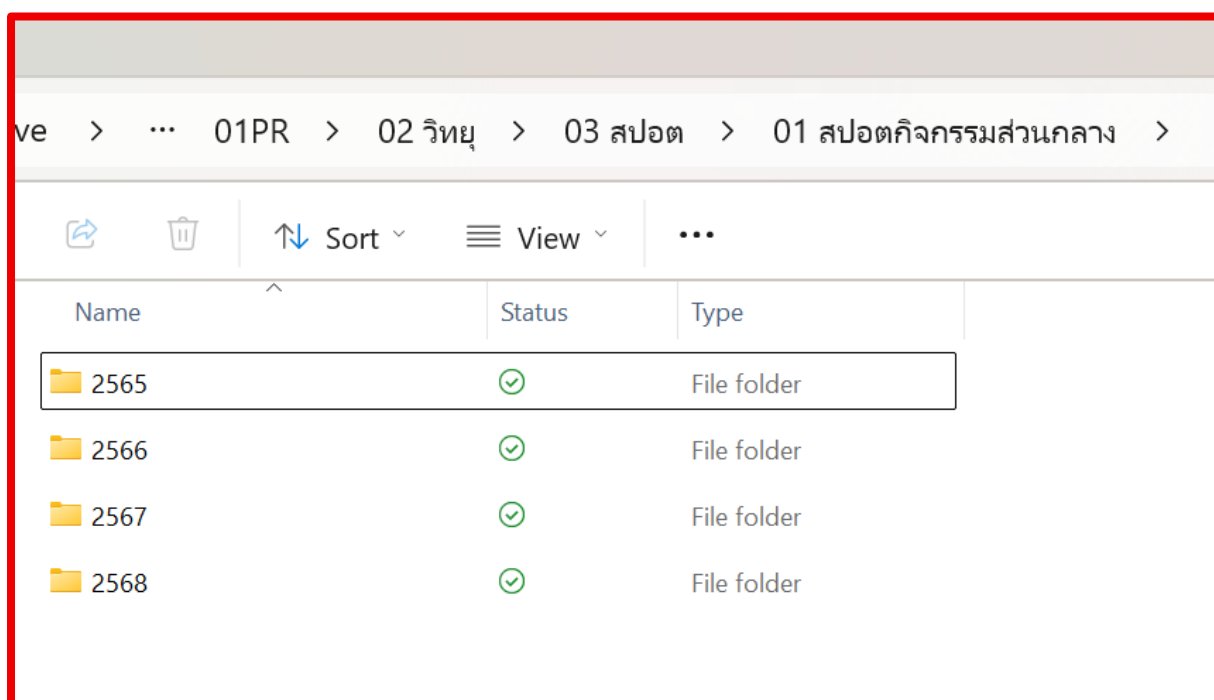 ve > ... 01PR > 02 วิทยุ > 03 สปอต > 01 สปอตกิจกรรมส่วนกลาง >
Sort View ...
Name Status Type
2565 File folder
2566 File folder
2567 File folder
2568 File folder